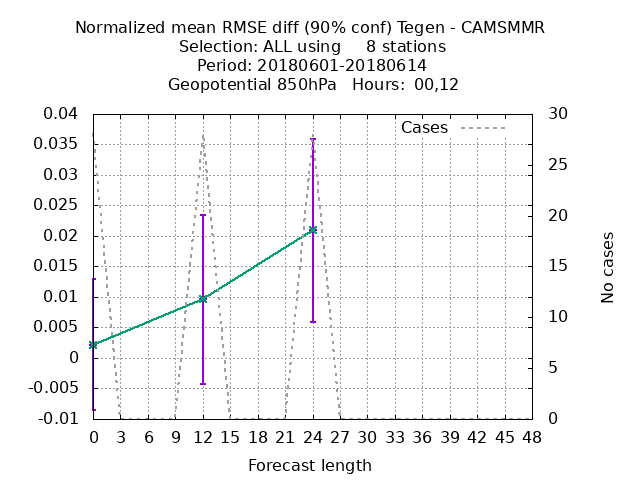 Normalized mean RMSE diff (90% conf) Tegen - CAMSMMR
Selection: ALL using     8 stations
Period: 20180601-20180614
Geopotential 850hPa   Hours:  00,12
Cases
0.04
0.035
0.03
0.025
0.02
0.015
0.01
0.005
0
-0.005
-0.01
30
25
20
15
10
5
0
No cases
0 3 6 9 12 15 18 21 24 27 30 33 36 39 42 45 48
Forecast length